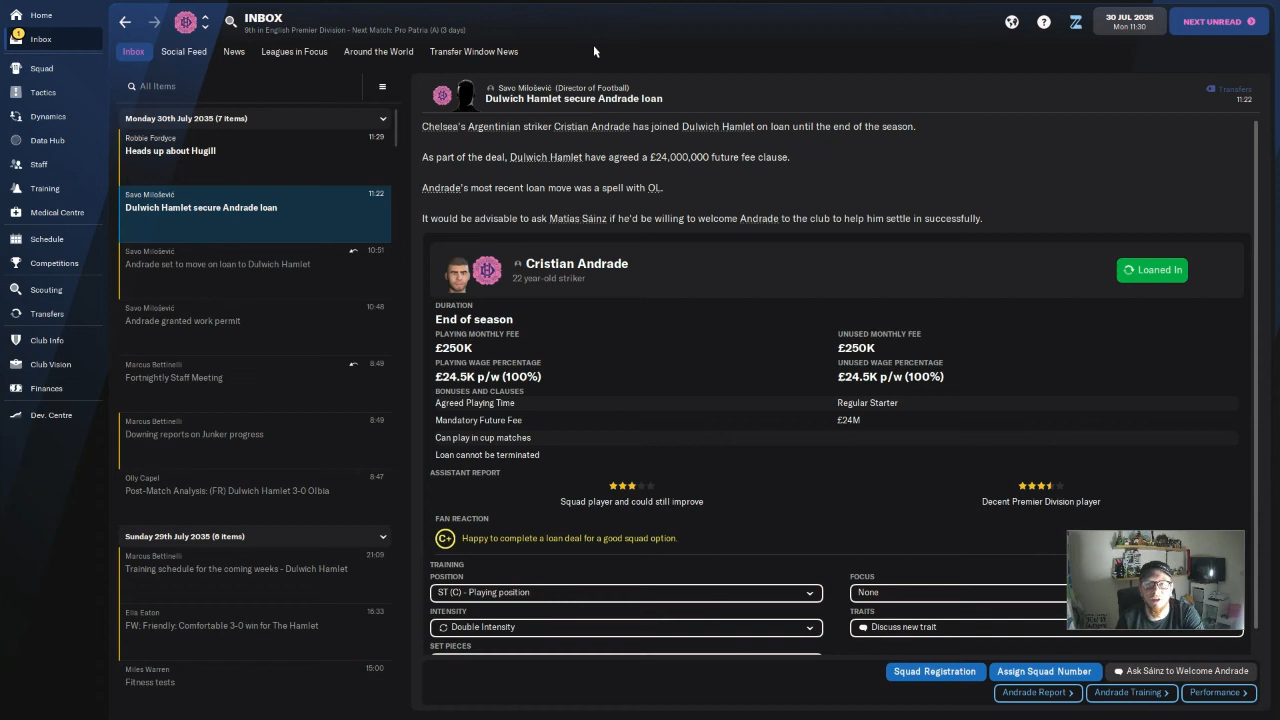 Home
1
Inbox
Squad
Tactics
Dynamics
Data Hub
Staff
Training
Medical Centre
Schedule
Competitions
Scouting
Transfers
Club Info
Club Vision
Finances
Dev. Centre
INBOX
9th in English Premier Division - Next Match: Pro Patria (A) (3 days)
30 JUL 2035
MON 11:30
NEXT UNREAD
Inbox
Social Feed
News
Leagues in Focus
Around the World
Transfer Window News
All Items
Monday 30th July 2035 (7 items)
Robbie Fordyce
11:29
Heads up about Hugill
Savo Milošević
11:22
Dulwich Hamlet secure Andrade loan
Savo Milošević
10:51
Andrade set to move on loan to Dulwich Hamlet
Savo Milošević
10:48
Andrade granted work permit
Marcus Bettinelli
8:49
Fortnightly Staff Meeting
Marcus Bettinelli
8:49
Downing reports on Junker progress
Olly Capel
8:47
Post-Match Analysis: (FR) Dulwich Hamlet 3-0 Olbia
Sunday 29th July 2035 (6 items)
Marcus Bettinelli
21:09
Training schedule for the coming weeks - Dulwich Hamlet
Ella Eaton
16:33
FW: Friendly: Comfortable 3-0 win for The Hamlet
Miles Warren
15:00
Fitness tests
Savo Milošević (Director of Football)
Dulwich Hamlet secure Andrade loan
Transfers
11:22
Chelsea's Argentinian striker Cristian Andrade has joined Dulwich Hamlet on loan until the end of the season.
As part of the deal, Dulwich Hamlet have agreed a £24,000,000 future fee clause.
Andrade's most recent loan move was a spell with OL.
It would be advisable to ask Matías Sáinz if he'd be willing to welcome Andrade to the club to help him settle in successfully.
Cristian Andrade
22 year-old striker
Loaned In
DURATION
End of season
PLAYING MONTHLY FEE
£250K
UNUSED MONTHLY FEE
£250K
PLAYING WAGE PERCENTAGE
£24.5K p/w (100%)
UNUSED WAGE PERCENTAGE
£24.5K p/w (100%)
BONUSES AND CLAUSES
Agreed Playing Time
Regular Starter
Mandatory Future Fee
£24M
Can play in cup matches
Loan cannot be terminated
ASSISTANT REPORT
Squad player and could still improve
Decent Premier Division player
FAN REACTION
C+
Happy to complete a loan deal for a good squad option.
TRAINING
POSITION
ST (C) - Playing position
FOCUS
None
INTENSITY
Double Intensity
TRAITS
Discuss new trait
SET PIECES
Squad Registration
Assign Squad Number
Ask Sáinz to Welcome Andrade
Andrade Report
Andrade Training
Performance